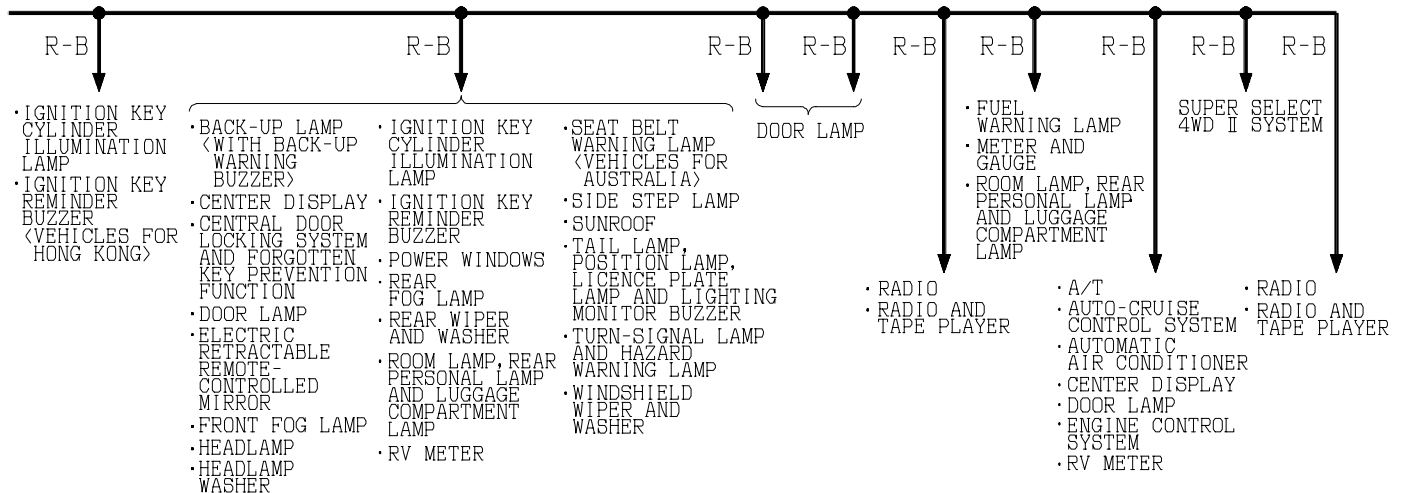 R-B
R-B
R-B
R-B
R-B
R-B
R-B
R-B
R-B
·IGNITION KEY
CYLINDER
ILLUMINATION
LAMP
·IGNITION KEY
REMINDER
BUZZER
<VEHICLES FOR
HONG KONG>
·BACK-UP LAMP
<WITH BACK-UP
WARNING
BUZZER>
·CENTER DISPLAY
·CENTRAL DOOR
LOCKING SYSTEM
AND FORGOTTEN
KEY PREVENTION
FUNCTION
·DOOR LAMP
·ELECTRIC
RETRACTABLE
REMOTE-
CONTROLLED
MIRROR
·FRONT FOG LAMP
·HEADLAMP
·HEADLAMP
WASHER
·IGNITION KEY
CYLINDER
ILLUMINATION
LAMP
·IGNITION KEY
REMINDER
BUZZER
·POWER WINDOWS
·REAR
FOG LAMP
·REAR WIPER
AND WASHER
·ROOM LAMP, REAR
PERSONAL LAMP
AND LUGGAGE
COMPARTMENT
LAMP
·RV METER
·SEAT BELT
WARNING LAMP
<VEHICLES FOR
AUSTRALIA>
·SIDE STEP LAMP
·SUNROOF
·TAIL LAMP,
POSITION LAMP,
LICENCE PLATE
LAMP AND LIGHTING
MONITOR BUZZER
·TURN-SIGNAL LAMP
AND HAZARD
WARNING LAMP
·WINDSHIELD
WIPER AND
WASHER
DOOR LAMP
·RADIO
·RADIO AND
TAPE PLAYER
·FUEL
WARNING LAMP
·METER AND
GAUGE
·ROOM LAMP, REAR
PERSONAL LAMP
AND LUGGAGE
COMPARTMENT
LAMP
·A/T
·AUTO-CRUISE
CONTROL SYSTEM
·AUTOMATIC
AIR CONDITIONER
·CENTER DISPLAY
·DOOR LAMP
·ENGINE CONTROL
SYSTEM
·RV METER
SUPER SELECT
4WD Ⅱ SYSTEM
·RADIO
·RADIO AND
TAPE PLAYER